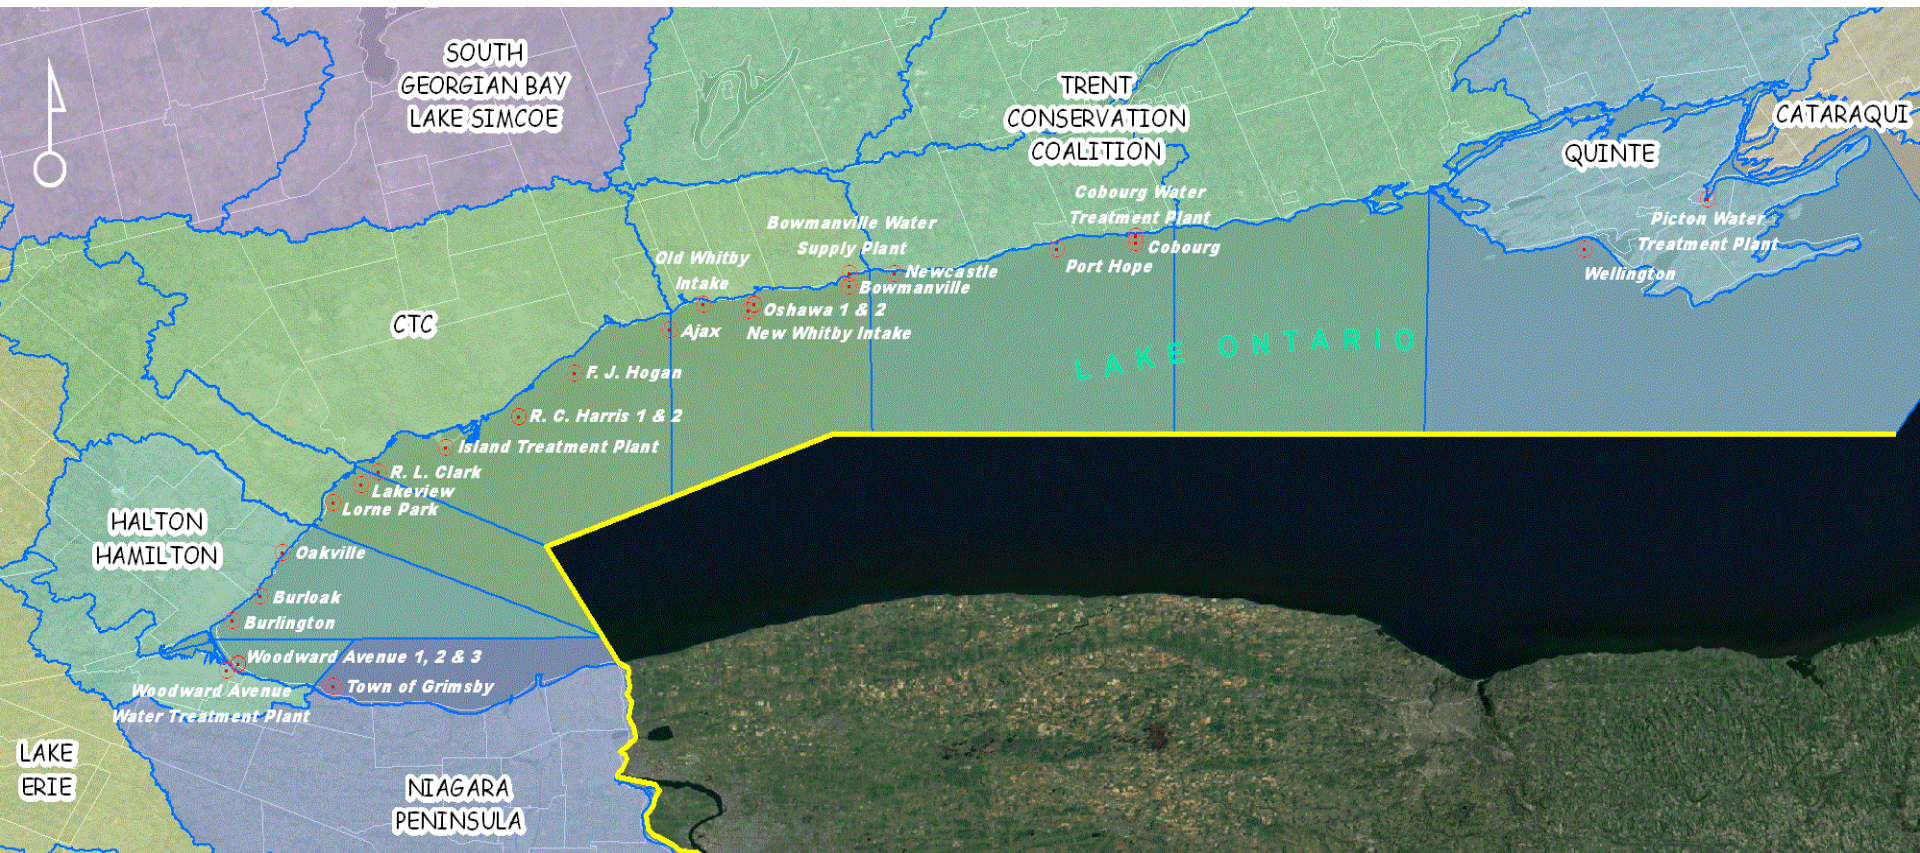 SOUTH
GEORGIAN BAY
LAKE SIMCOE
TRENT
CONSERVATION
COALITION
CATARAQUI
QUINTE
Cobourg Water
Treatment Plant
Cobourg
Port Hope
Picton Water
Treatment Plant
Wellington
Bowmanville Water
Supply Plant
Newcastle
Bowmanville
Old Whitby
Intake
Oshawa 1 & 2
New Whitby Intake
Ajax
CTC
LAKE ONTARIO
F. J. Hogan
R. C. Harris 1 & 2
Island Treatment Plant
R. L. Clark
Lakeview
Lorne Park
HALTON
HAMILTON
Oakville
Burloak
Burlington
Woodward Avenue 1, 2 & 3
Town of Grimsby
Woodward Avenue
Water Treatment Plant
LAKE
ERIE
NIAGARA
PENINSULA